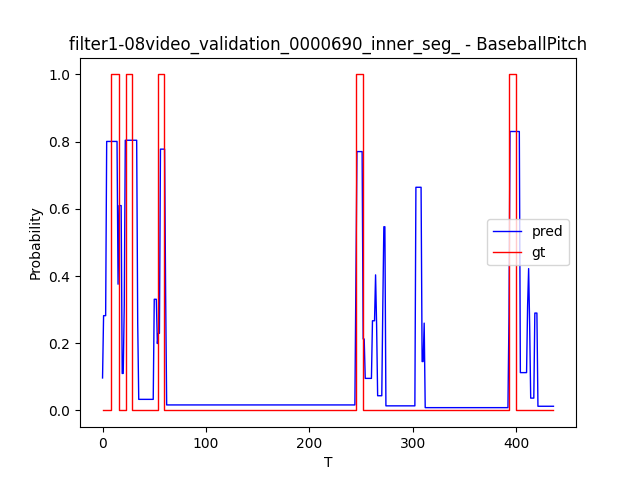 filter1-08video_validation_0000690_inner_seg_ - BaseballPitch
1.0
0.8
0.6
0.4
0.2
0.0
Probability
pred
gt
0 100 200 300 400
T